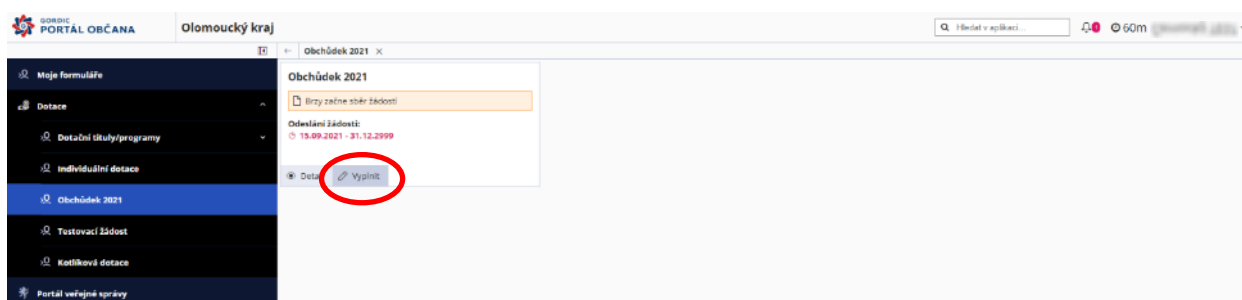 GORDIC
PORTÁL OBČANA
Olomoucký kraj
Hledat v aplikaci...
60m
Obchůdek 2021
Moje formuláře
Obchůdek 2021
Brzy začne sběr žádostí
Dotace
Odeslání žádosti:
15.09.2021 - 31.12.2999
Dotační tituly/programy
Individuální dotace
Vyplnit
Obchůdek 2021
Testovací žádost
Kotlíková dotace
Portál veřejné správy